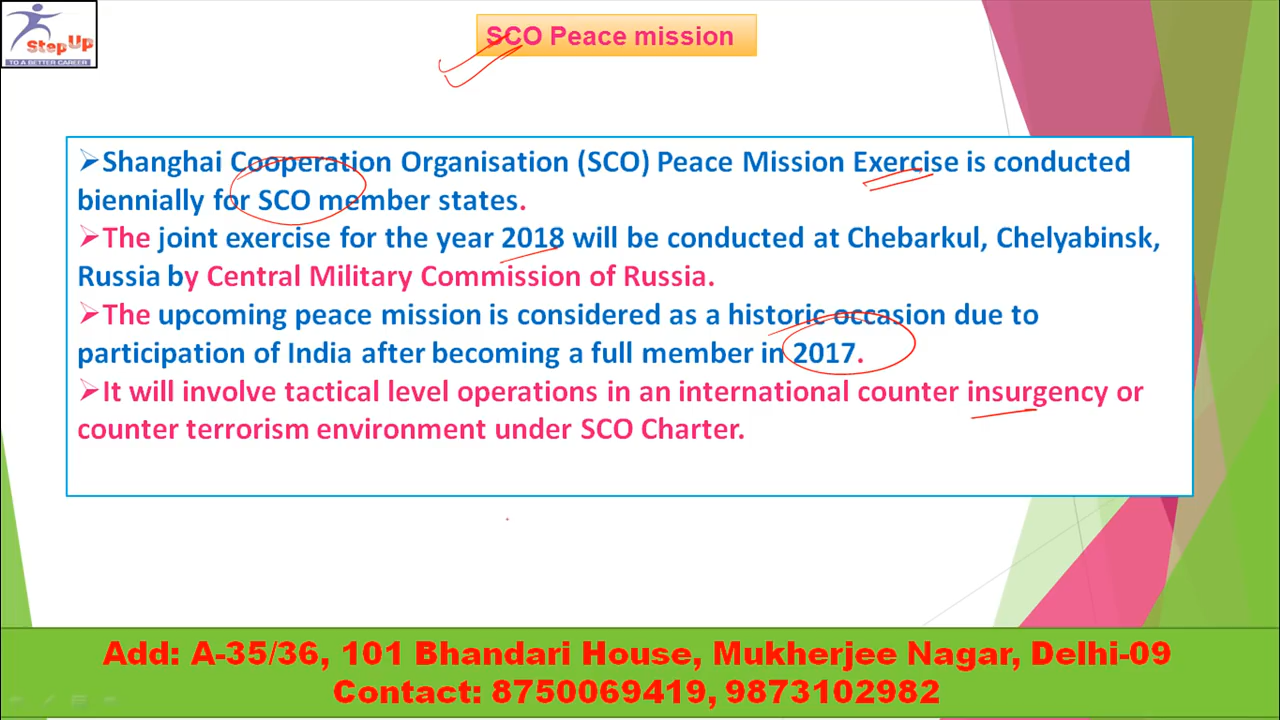 Step Up
TO A BETTER CAREER
SCO Peace mission
➢Shanghai Cooperation Organisation (SCO) Peace Mission Exercise is conducted
biennially for SCO member states.
➢The joint exercise for the year 2018 will be conducted at Chebarkul, Chelyabinsk,
Russia by Central Military Commission of Russia.
➢The upcoming peace mission is considered as a historic occasion due to
participation of India after becoming a full member in 2017.
➢It will involve tactical level operations in an international counter insurgency or
counter terrorism environment under SCO Charter.
Add: A-35/36, 101 Bhandari House, Mukherjee Nagar, Delhi-09
Contact: 8750069419, 9873102982